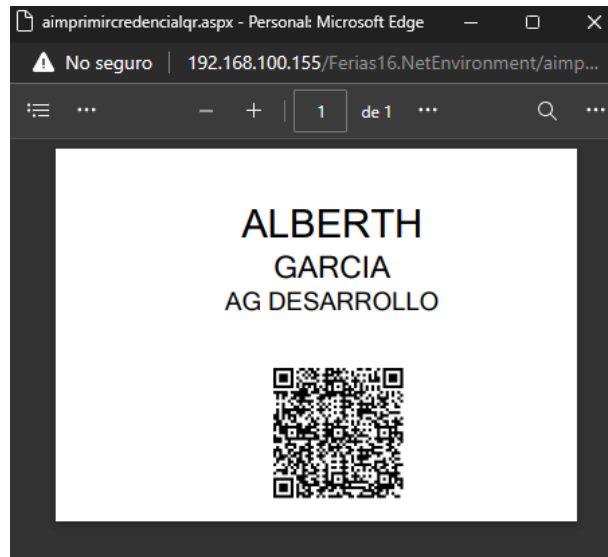 aimprimircredencialqr.aspx - Personal: Microsoft Edge
No seguro | 192.168.100.155/Ferias16.NetEnvironment/aimp...
1 de 1
ALBERTH
GARCIA
AG DESARROLLO